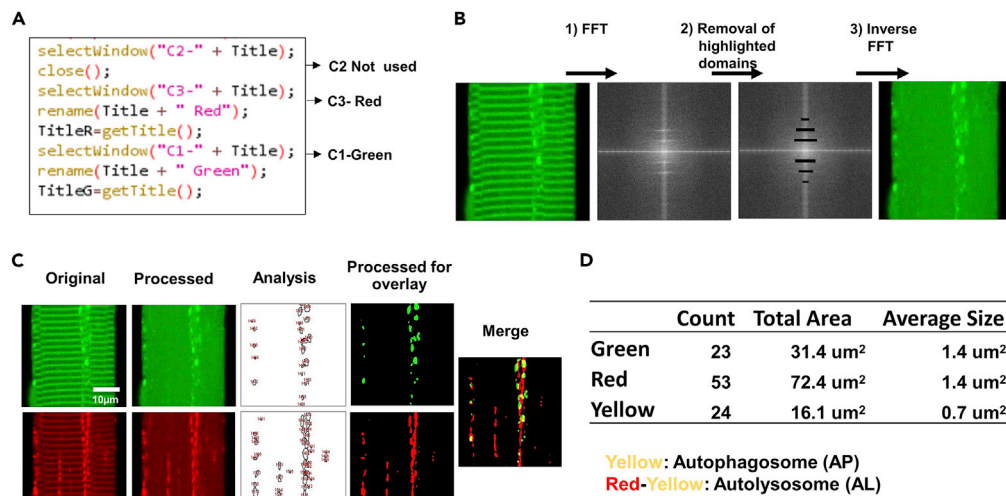 A
selectWindow("C2-" + Title);
close();
selectWindow("C3-" + Title);
rename(Title + " Red");
TitleR=getTitle();
selectWindow("C1-" + Title);
rename(Title + " Green");
TitleG=getTitle();
C2 Not used
C3- Red
C1-Green
B
1) FFT
2) Removal of
highlighted
domains
3) Inverse
FFT
C
Original
Processed
Analysis
Processed for
overlay
Merge
10µm
D
Count Total Area Average Size
Green 23 31.4 um² 1.4 um²
Red 53 72.4 um² 1.4 um²
Yellow 24 16.1 um² 0.7 um²
Yellow: Autophagosome (AP)
Red-Yellow: Autolysosome (AL)